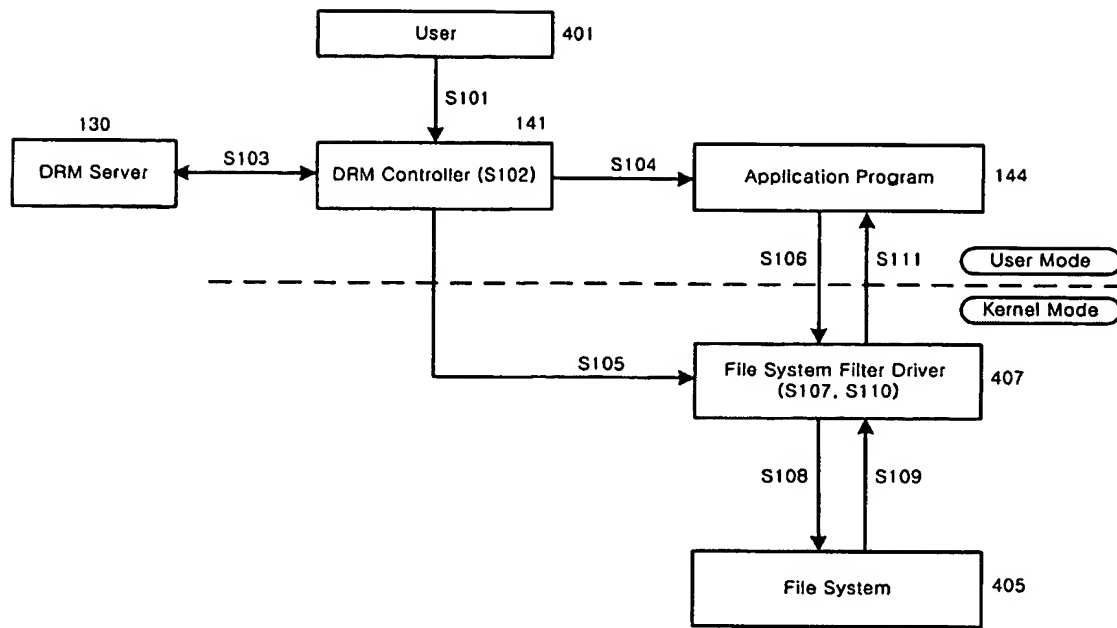 User
401
S101
130
141
DRM Server
S103
DRM Controller (S102)
S104
Application Program
144
S106
S111
User Mode
Kernel Mode
S105
File System Filter Driver
(S107, S110)
407
S108
S109
File System
405